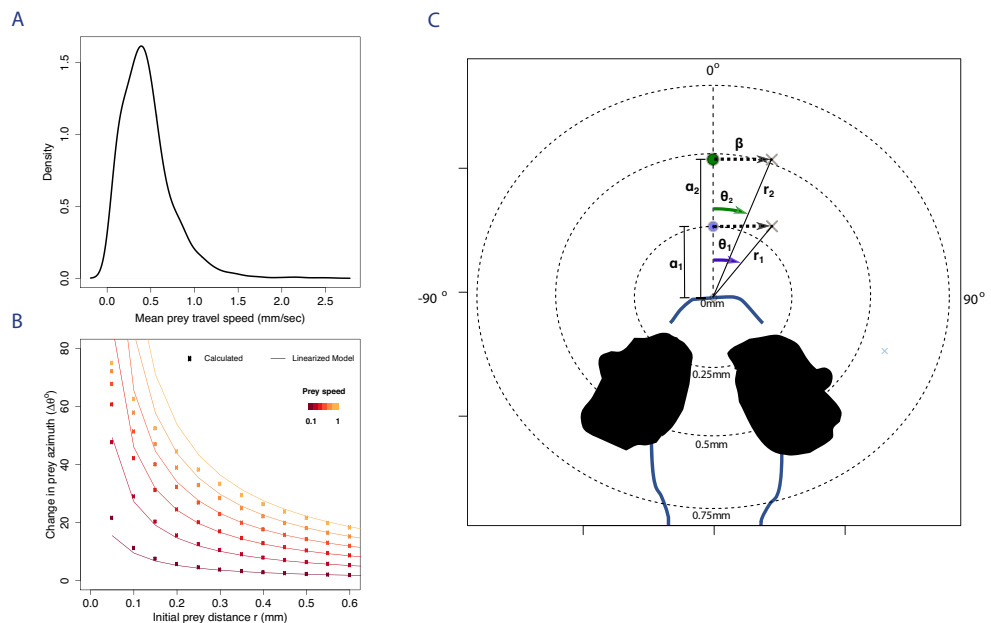 A
Density
0.0
0.5
1.0
1.5
0.0 0.5 1.0 1.5 2.0 2.5
Mean prey travel speed (mm/sec)
B
Change in prey azimuth (Δθ°)
0
20
40
60
80
Calculated Linearized Model
Prey speed
0.1 1
0.0 0.1 0.2 0.3 0.4 0.5 0.6
Initial prey distance r (mm)
C
0°
β
α2
θ2
r2
θ1
α1
r1
-90°
0mm
90°
0.25mm
0.5mm
0.75mm